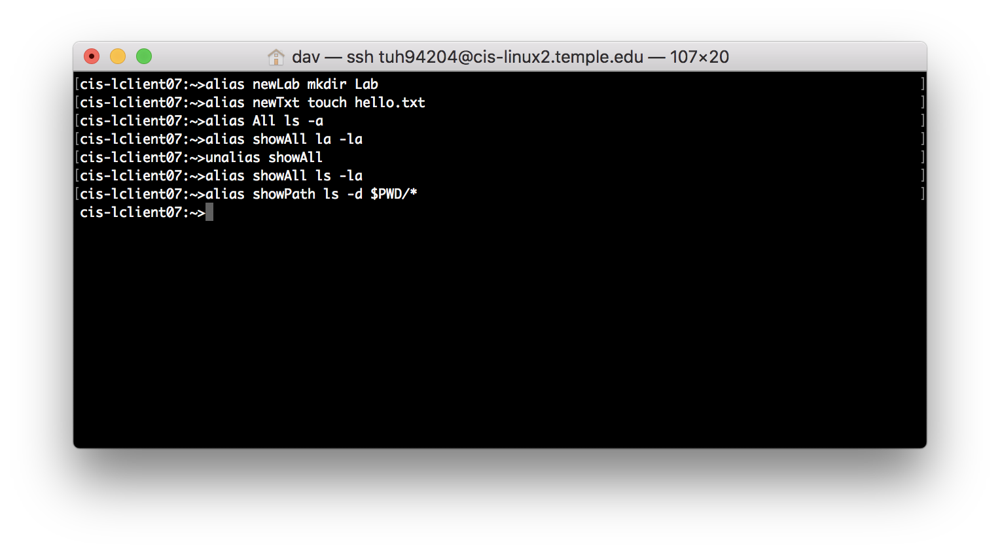 dav — ssh tuh94204@cis-linux2.temple.edu — 107×20
[cis-lclient07:~>alias newLab mkdir Lab ]
[cis-lclient07:~>alias newTxt touch hello.txt ]
[cis-lclient07:~>alias All ls -a ]
[cis-lclient07:~>alias showAll la -la ]
[cis-lclient07:~>unalias showAll ]
[cis-lclient07:~>alias showAll ls -la ]
[cis-lclient07:~>alias showPath ls -d $PWD/* ]
cis-lclient07:~>